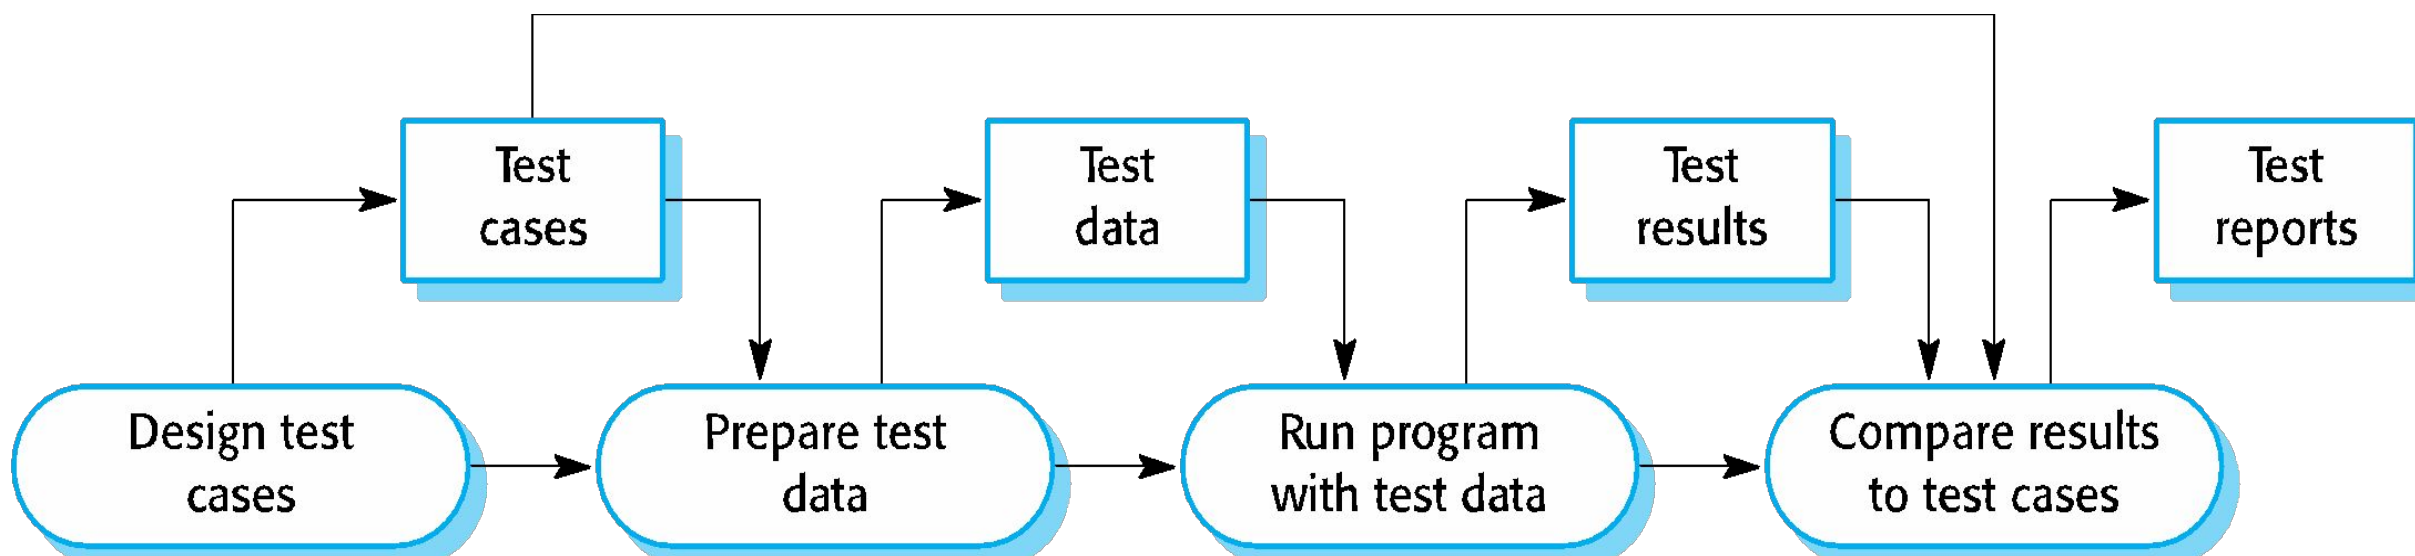 Test
cases
Test
data
Test
results
Test
reports
Design test
cases
Prepare test
data
Run program
with test data
Compare results
to test cases